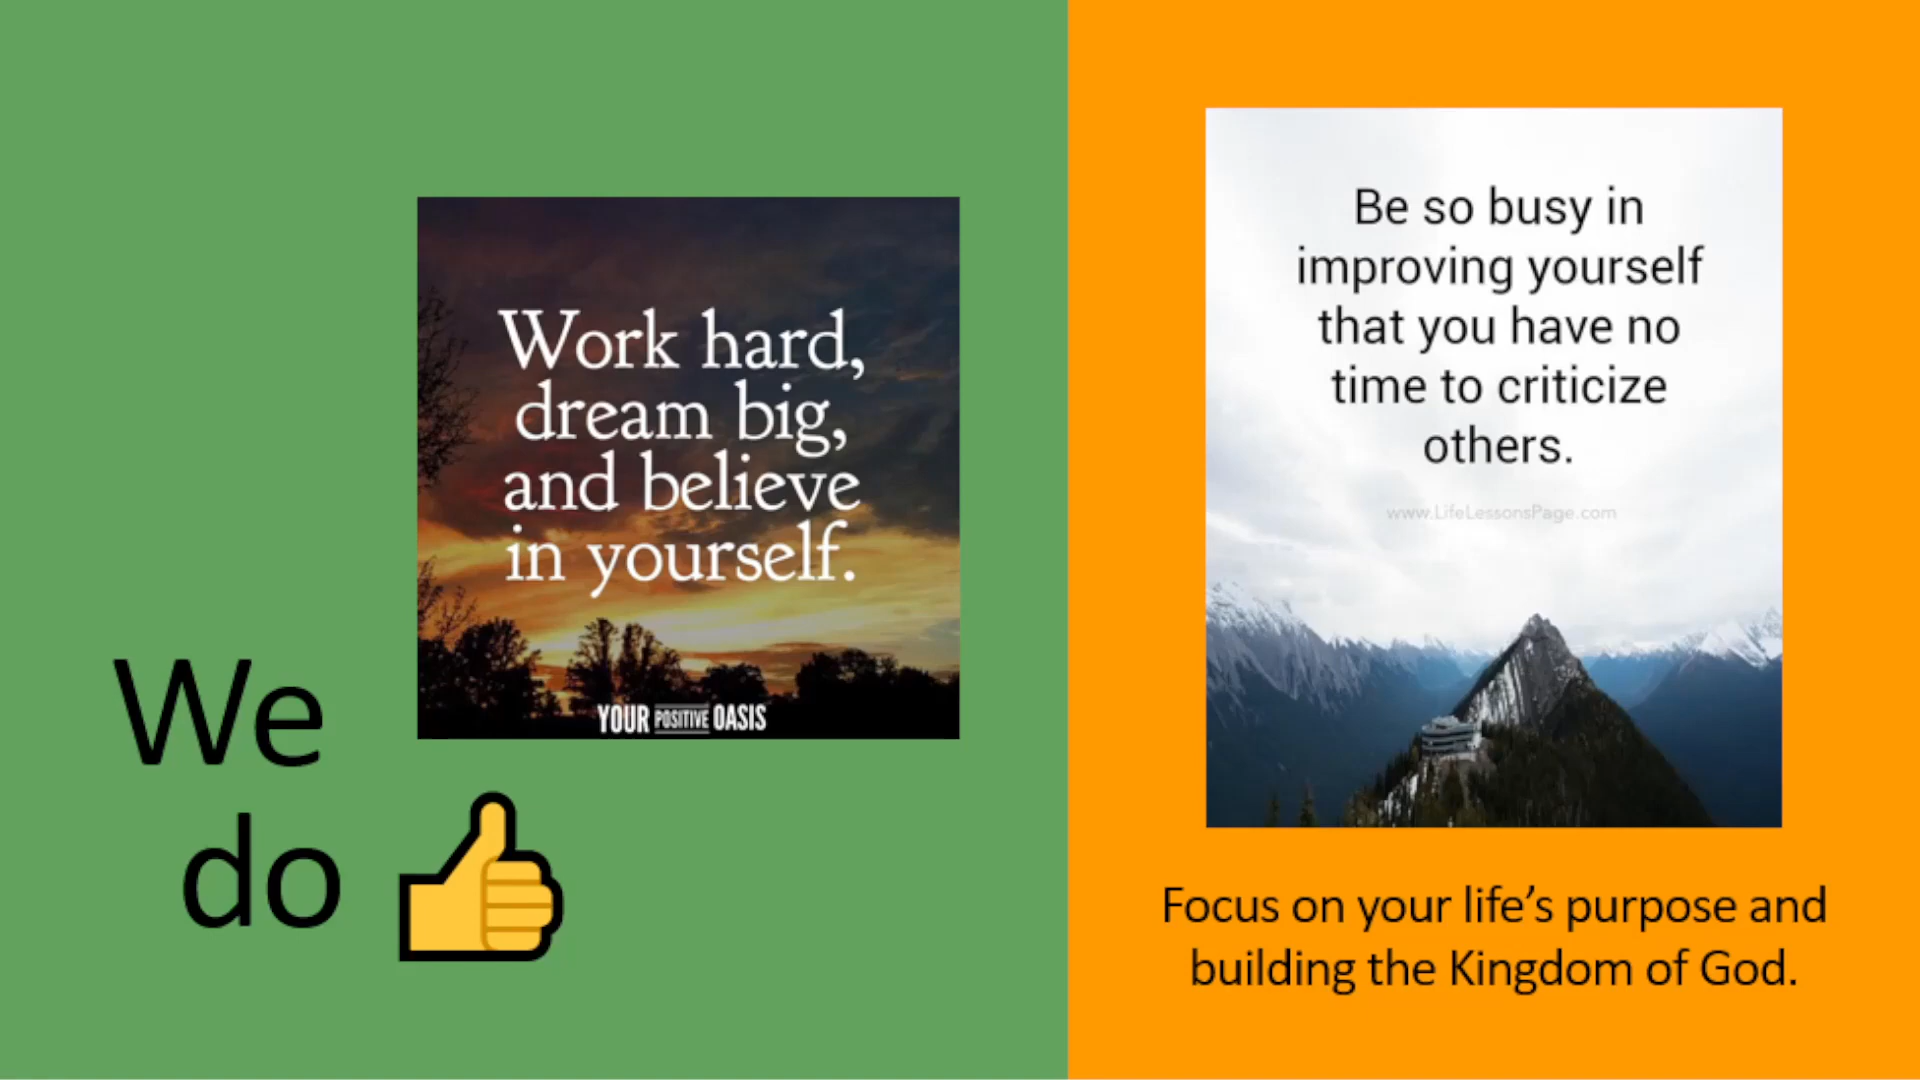 We
do
Work hard,
dream big,
and believe
in yourself.
YOUR POSITIVE OASIS
Be so busy in
improving yourself
that you have no
time to criticize
others.
www.LifeLessonsPage.com
Focus on your life’s purpose and
building the Kingdom of God.